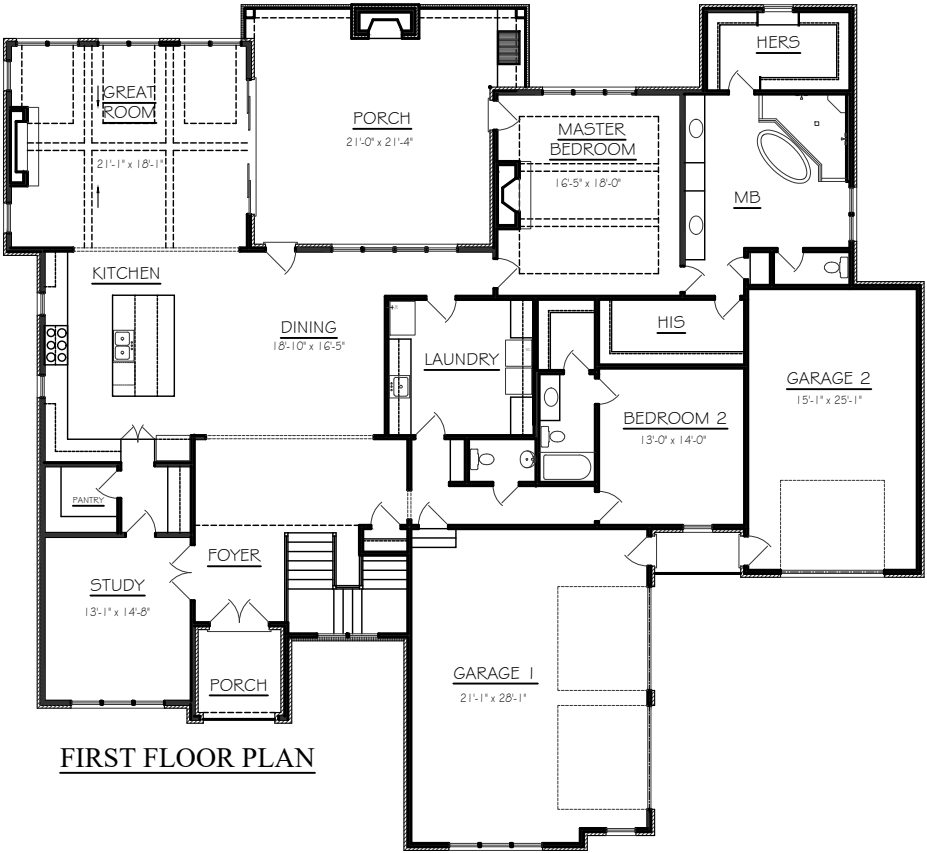 HERS
GREAT
ROOM
21'-1" x 18'-1"
PORCH
21'-0" x 21'-4"
MASTER
BEDROOM
16'-5" x 18'-0"
MB
KITCHEN
DINING
18'-10" x 16'-5"
HIS
LAUNDRY
GARAGE 2
15'-1" x 25'-1"
BEDROOM 2
13'-0" x 14'-0"
PANTRY
FOYER
STUDY
13'-1" x 14'-8"
GARAGE 1
21'-1" x 28'-1"
PORCH
FIRST FLOOR PLAN